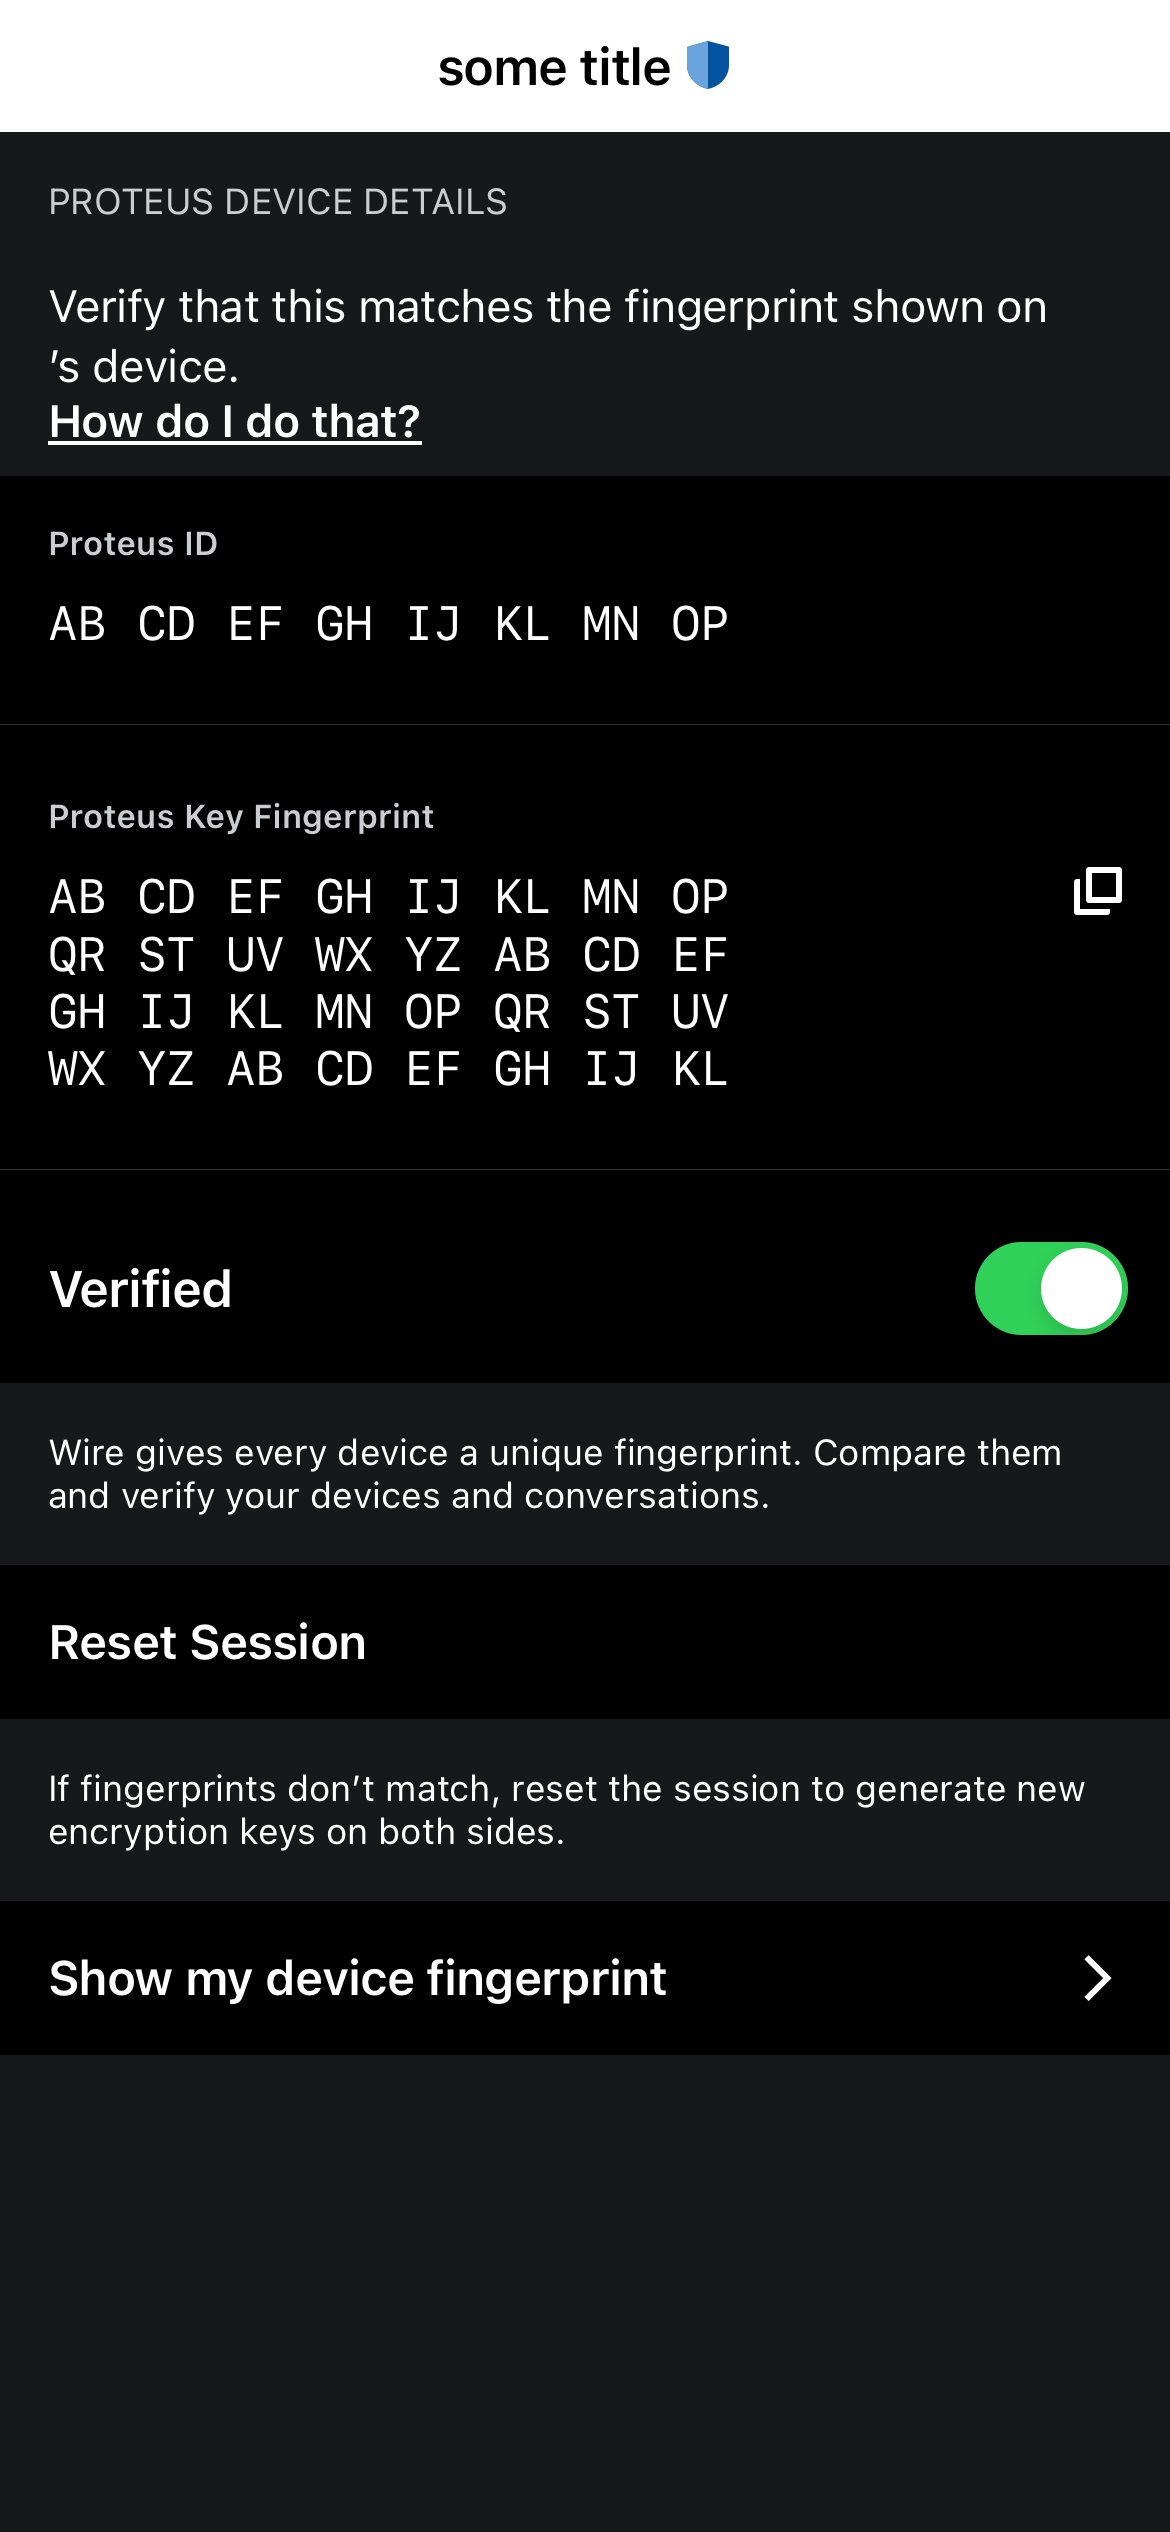 some title
PROTEUS DEVICE DETAILS
Verify that this matches the fingerprint shown on
’s device.
How do I do that?
Proteus ID
AB CD EF GH IJ KL MN OP
Proteus Key Fingerprint
AB CD EF GH IJ KL MN OP
QR ST UV WX YZ AB CD EF
GH IJ KL MN OP QR ST UV
WX YZ AB CD EF GH IJ KL
Verified
Wire gives every device a unique fingerprint. Compare them
and verify your devices and conversations.
Reset Session
If fingerprints don’t match, reset the session to generate new
encryption keys on both sides.
Show my device fingerprint